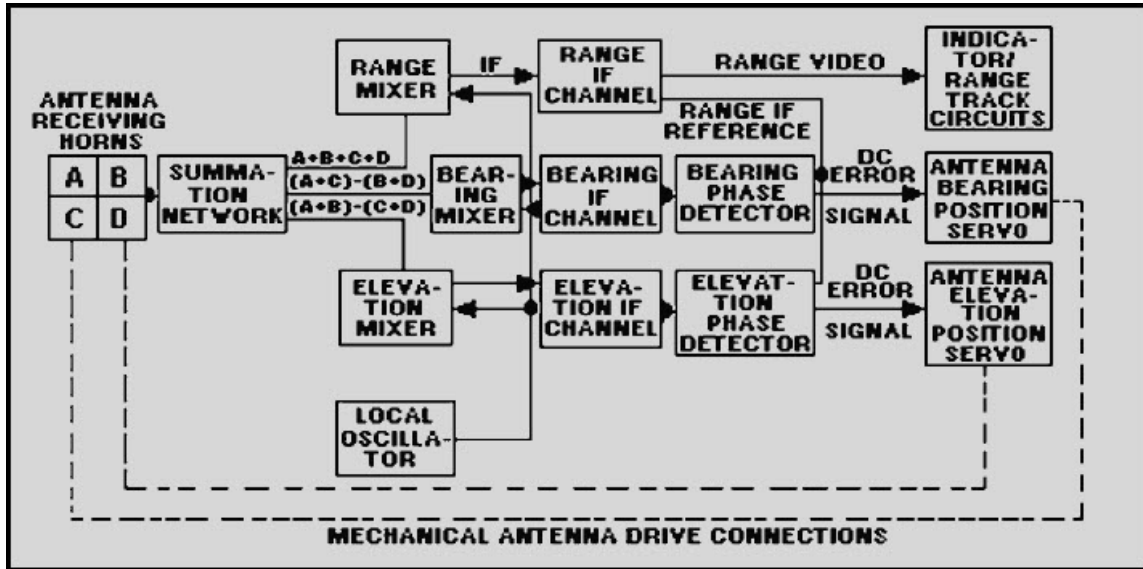 ANTENNA
RECEIVING
HORNS
A B
C D
SUMMA-
TION
NETWORK
A+B+C+D
(A+C)-(B+D)
(A+B)-(C+D)
RANGE
MIXER
IF
RANGE
IF
CHANNEL
RANGE VIDEO
RANGE IF
REFERENCE
INDICA-
TOR/
RANGE
TRACK
CIRCUITS
BEAR-
ING
MIXER
BEARING
IF
CHANNEL
BEARING
PHASE
DETECTOR
DC
ERROR
SIGNAL
ANTENNA
BEARING
POSITION
SERVO
ELEVA-
TION
MIXER
ELEVA-
TION IF
CHANNEL
ELEVAT-
TION
PHASE
DETECTOR
DC
ERROR
SIGNAL
ANTENNA
ELEVA-
TION
POSITION
SERVO
LOCAL
OSCILLA-
TOR
MECHANICAL ANTENNA DRIVE CONNECTIONS